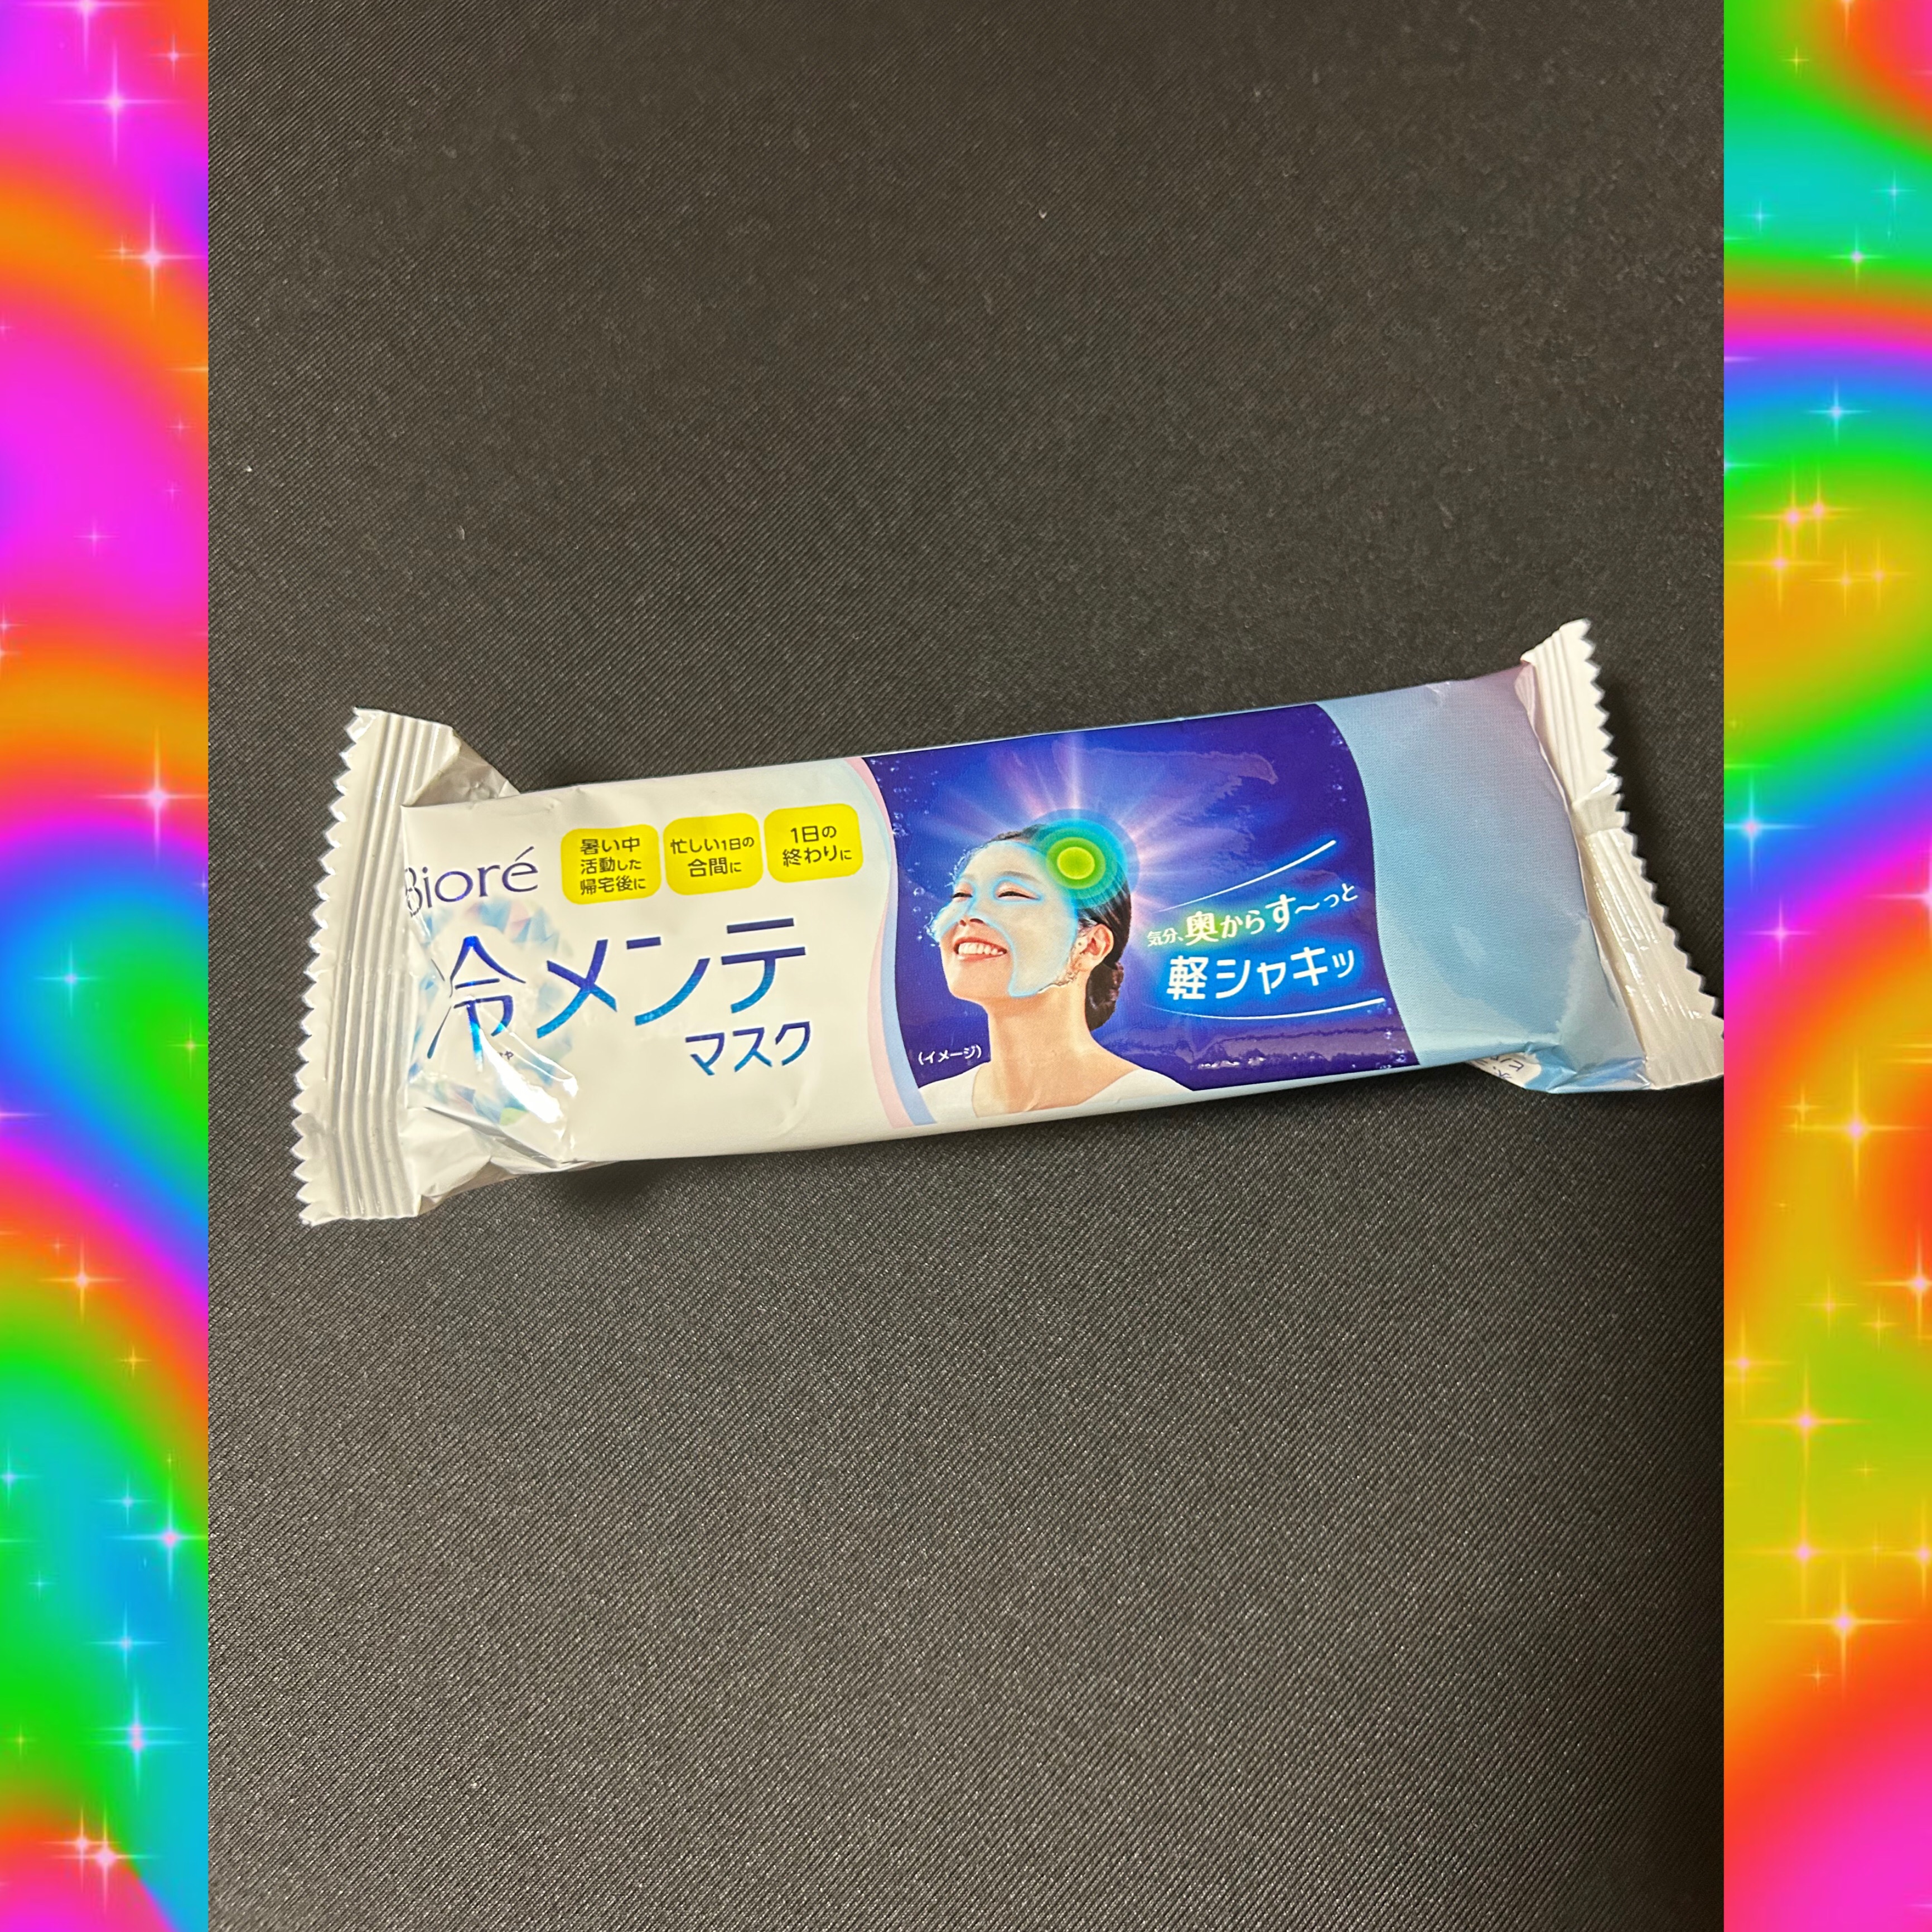 Bioré
暑い中
活動した
帰宅後に
忙しい1日の
合間に
1日の
終わりに
冷メンテ
マスク
気分、奥からす〜っと
軽シャキッ
(イメージ)